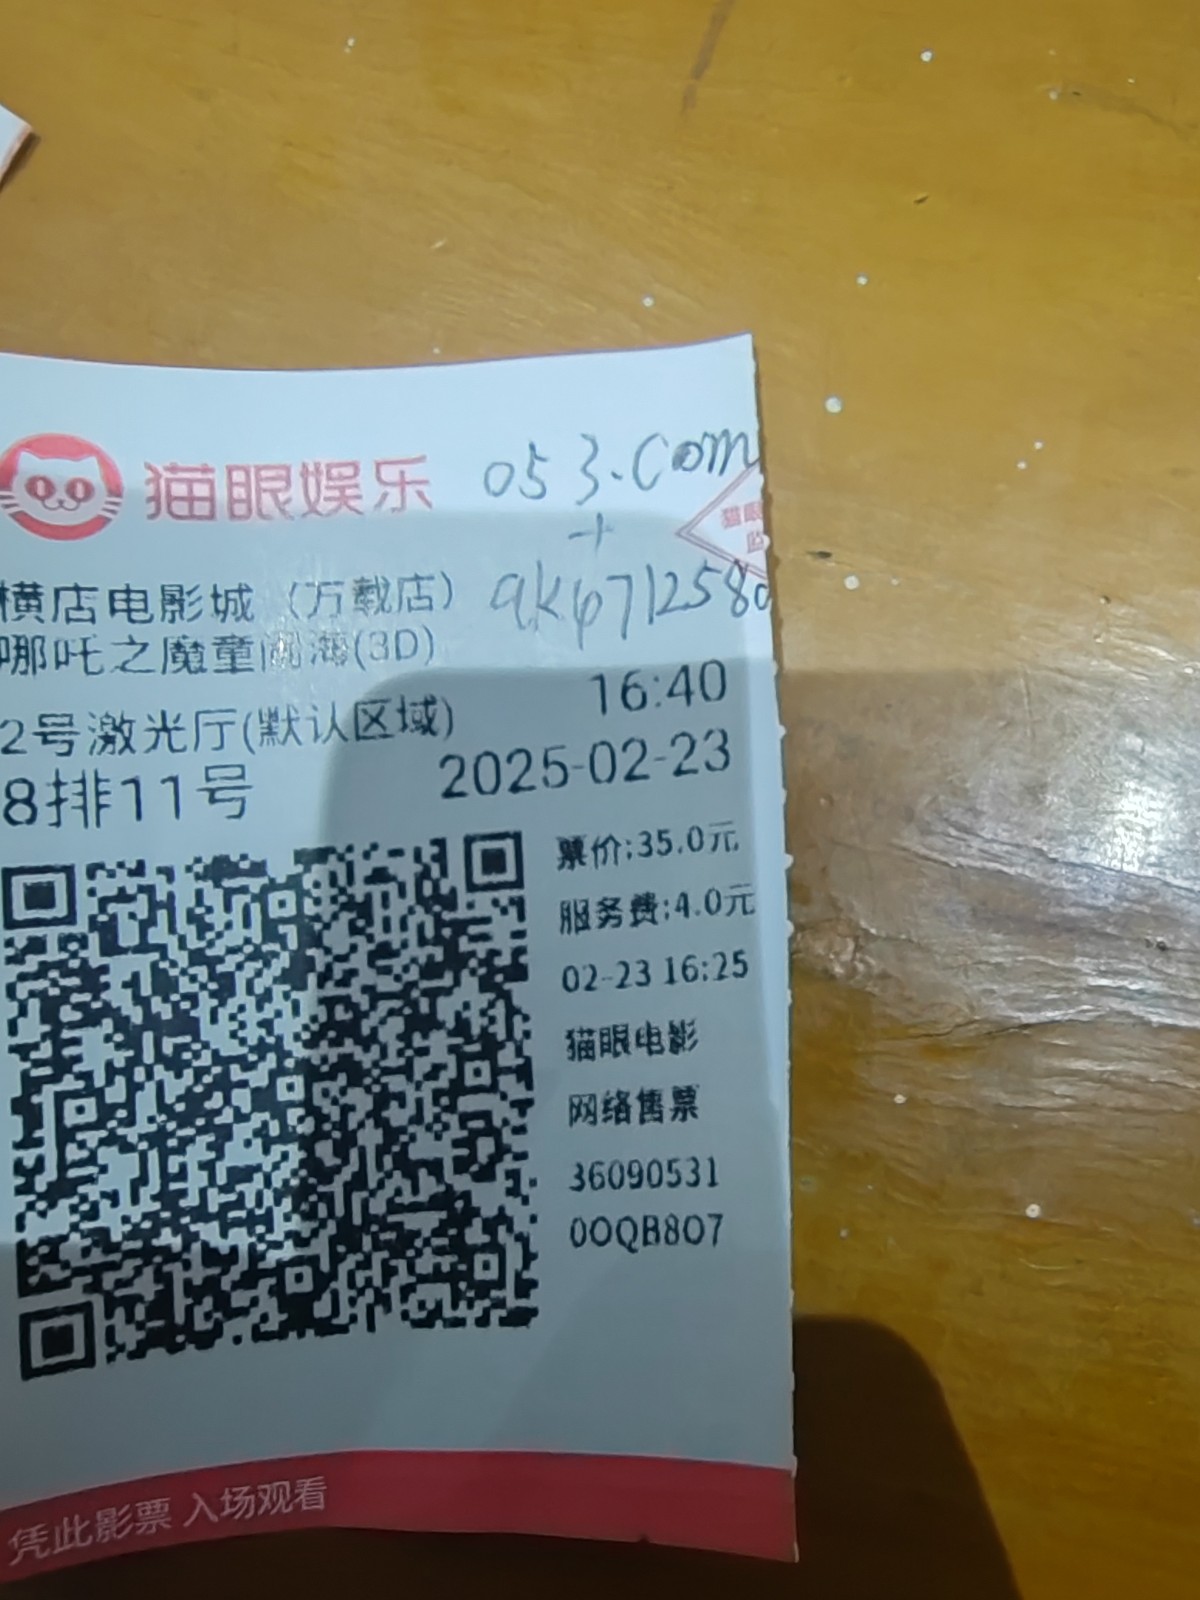 猫眼娱乐
053.com
+
猫眼
横店电影城（万载店）
哪吒之魔童闹海(3D)
16:40
2号激光厅(默认区域)
2025-02-23
8排11号
票价:35.0元
服务费:4.0元
02-23 16:25
猫眼电影
网络售票
36090531
0OQB8O7
凭此影票 入场观看